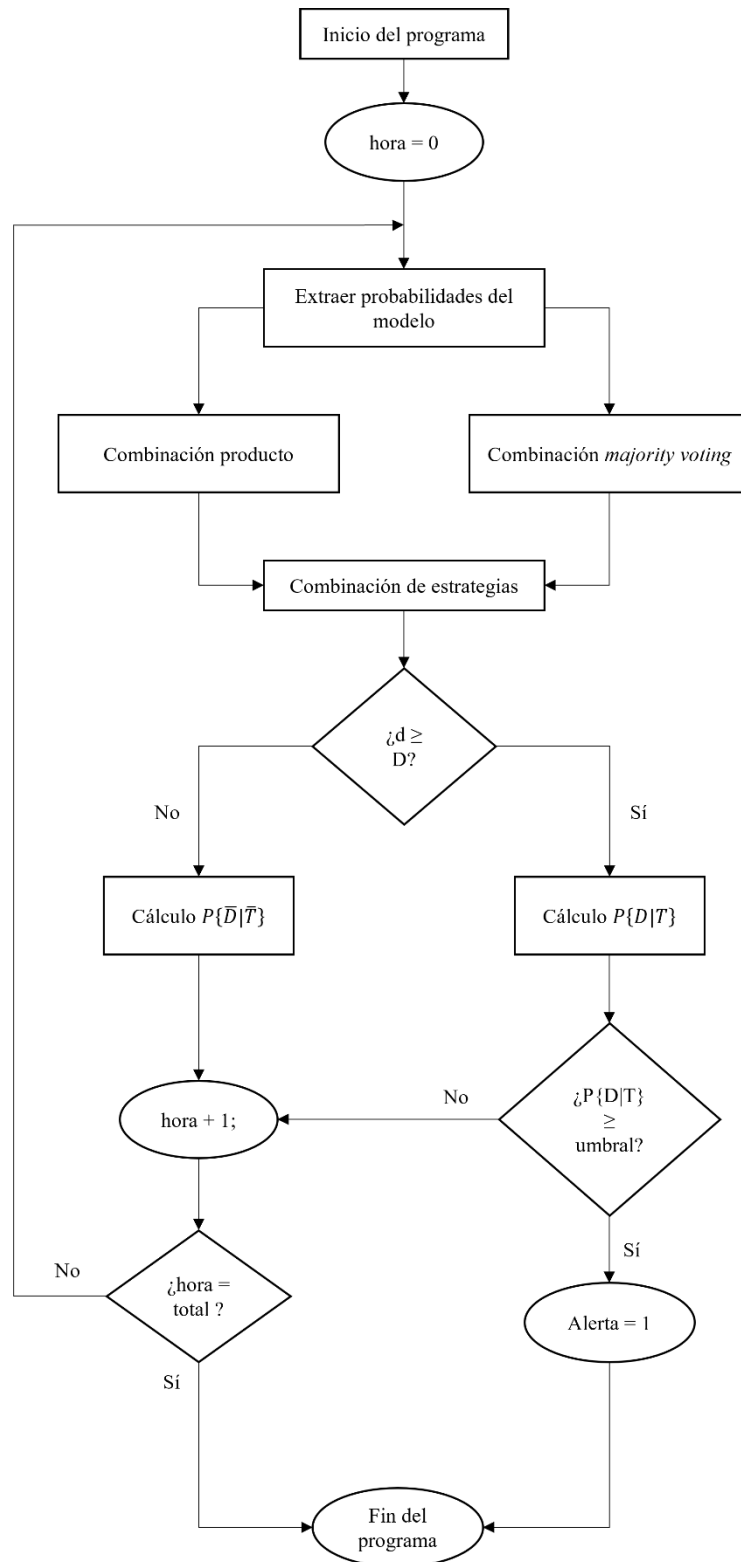 Inicio del programa
hora = 0
Extraer probabilidades del
modelo
Combinación producto
Combinación majority voting
Combinación de estrategias
¿d ≥
D?
No
Sí
Cálculo P{D̅|T̅}
Cálculo P{D|T}
hora + 1;
No
¿P{D|T}
≥
umbral?
No
¿hora =
total ?
Sí
Sí
Alerta = 1
Fin del
programa